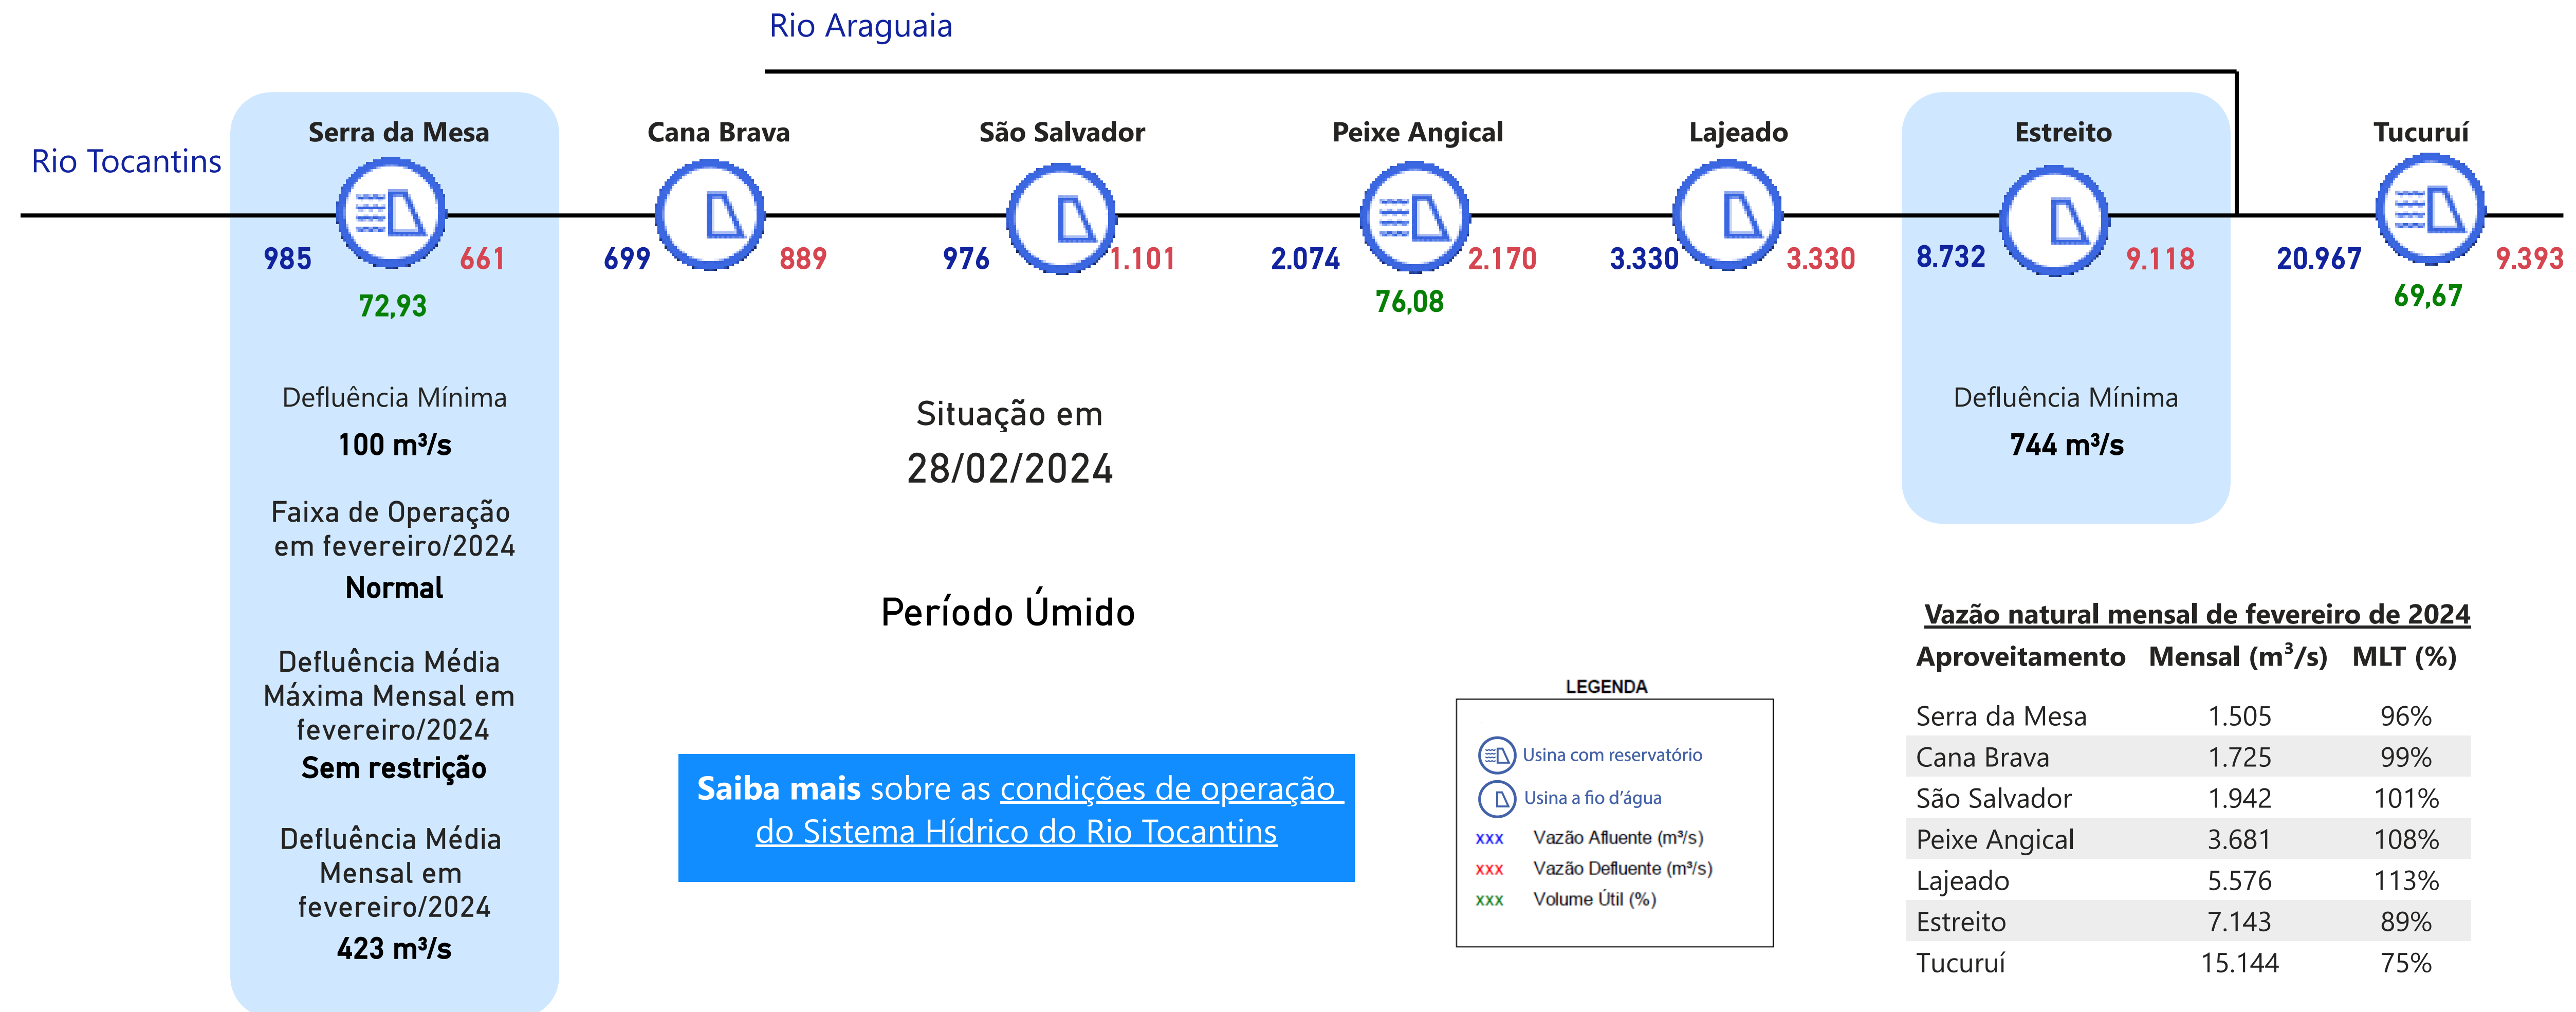 Rio Araguaia
Rio Tocantins
Serra da Mesa
Cana Brava
São Salvador
Peixe Angical
Lajeado
Estreito
Tucuruí
985 661
699 889
976 1.101
2.074 2.170
3.330 3.330
8.732 9.118
20.967 9.393
72,93
76,08
69,67
Defluência Mínima
100 m³/s
Faixa de Operação
em fevereiro/2024
Normal
Defluência Média
Máxima Mensal em
fevereiro/2024
Sem restrição
Defluência Média
Mensal em
fevereiro/2024
423 m³/s
Situação em
28/02/2024
Período Úmido
Saiba mais sobre as condições de operação
do Sistema Hídrico do Rio Tocantins
Defluência Mínima
744 m³/s
LEGENDA
Usina com reservatório
Usina a fio d'água
xxx Vazão Afluente (m³/s)
xxx Vazão Defluente (m³/s)
xxx Volume Útil (%)
Vazão natural mensal de fevereiro de 2024
Aproveitamento Mensal (m³/s) MLT (%)
Serra da Mesa 1.505 96%
Cana Brava 1.725 99%
São Salvador 1.942 101%
Peixe Angical 3.681 108%
Lajeado 5.576 113%
Estreito 7.143 89%
Tucuruí 15.144 75%